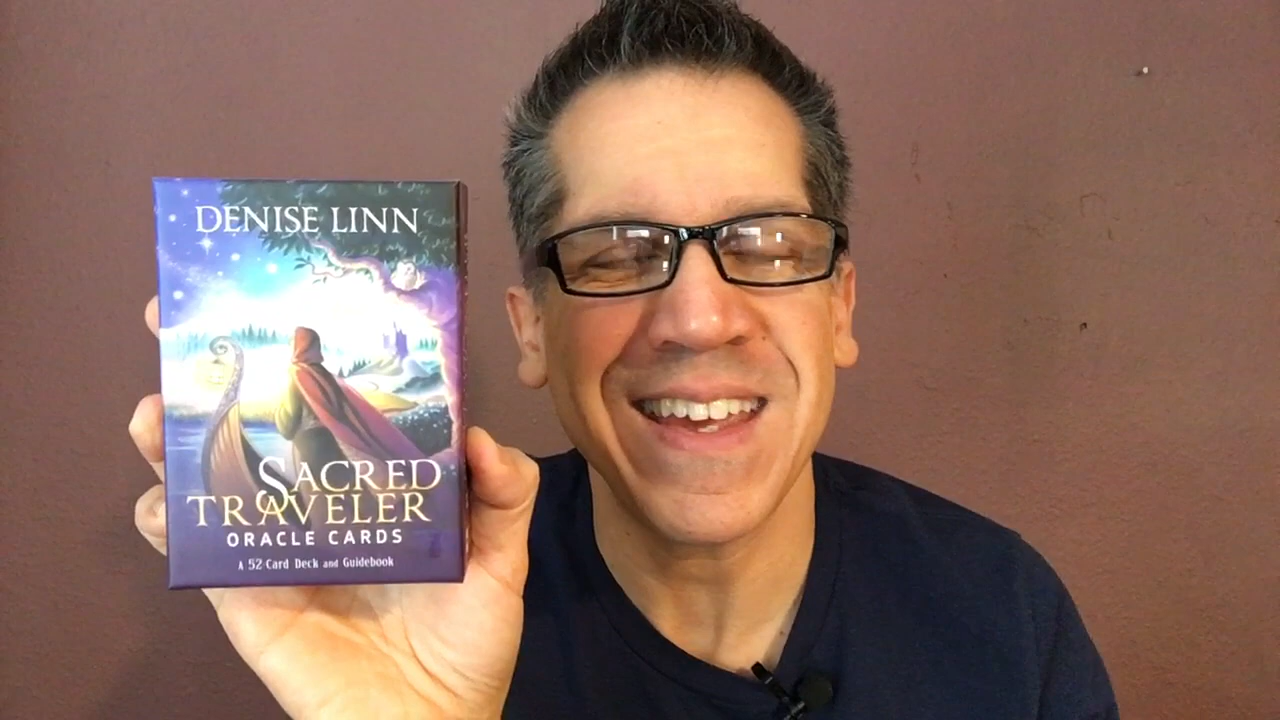 DENISE LINN
SACRED
TRAVELER
ORACLE CARDS
A 52-Card Deck and Guidebook